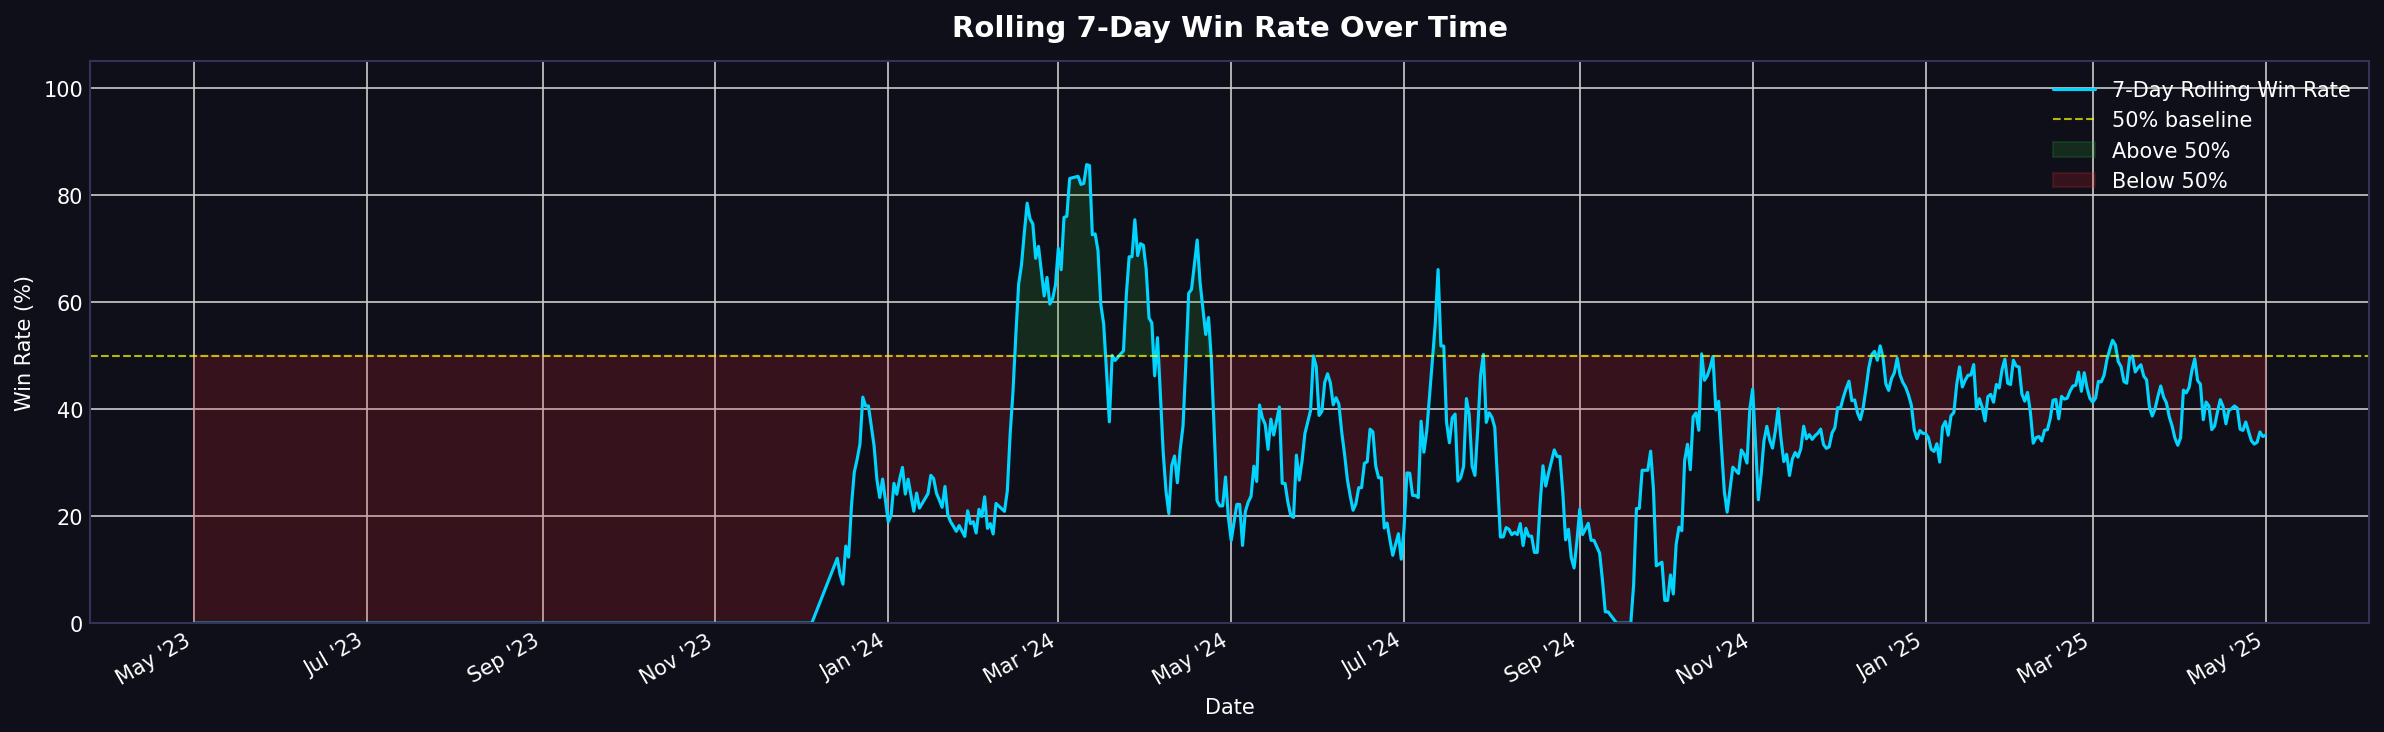 Rolling 7-Day Win Rate Over Time
100
80
60
40
20
0
Win Rate (%)
7-Day Rolling Win Rate
50% baseline
Above 50%
Below 50%
May '23
Jul '23
Sep '23
Nov '23
Jan '24
Mar '24
May '24
Jul '24
Sep '24
Nov '24
Jan '25
Mar '25
May '25
Date